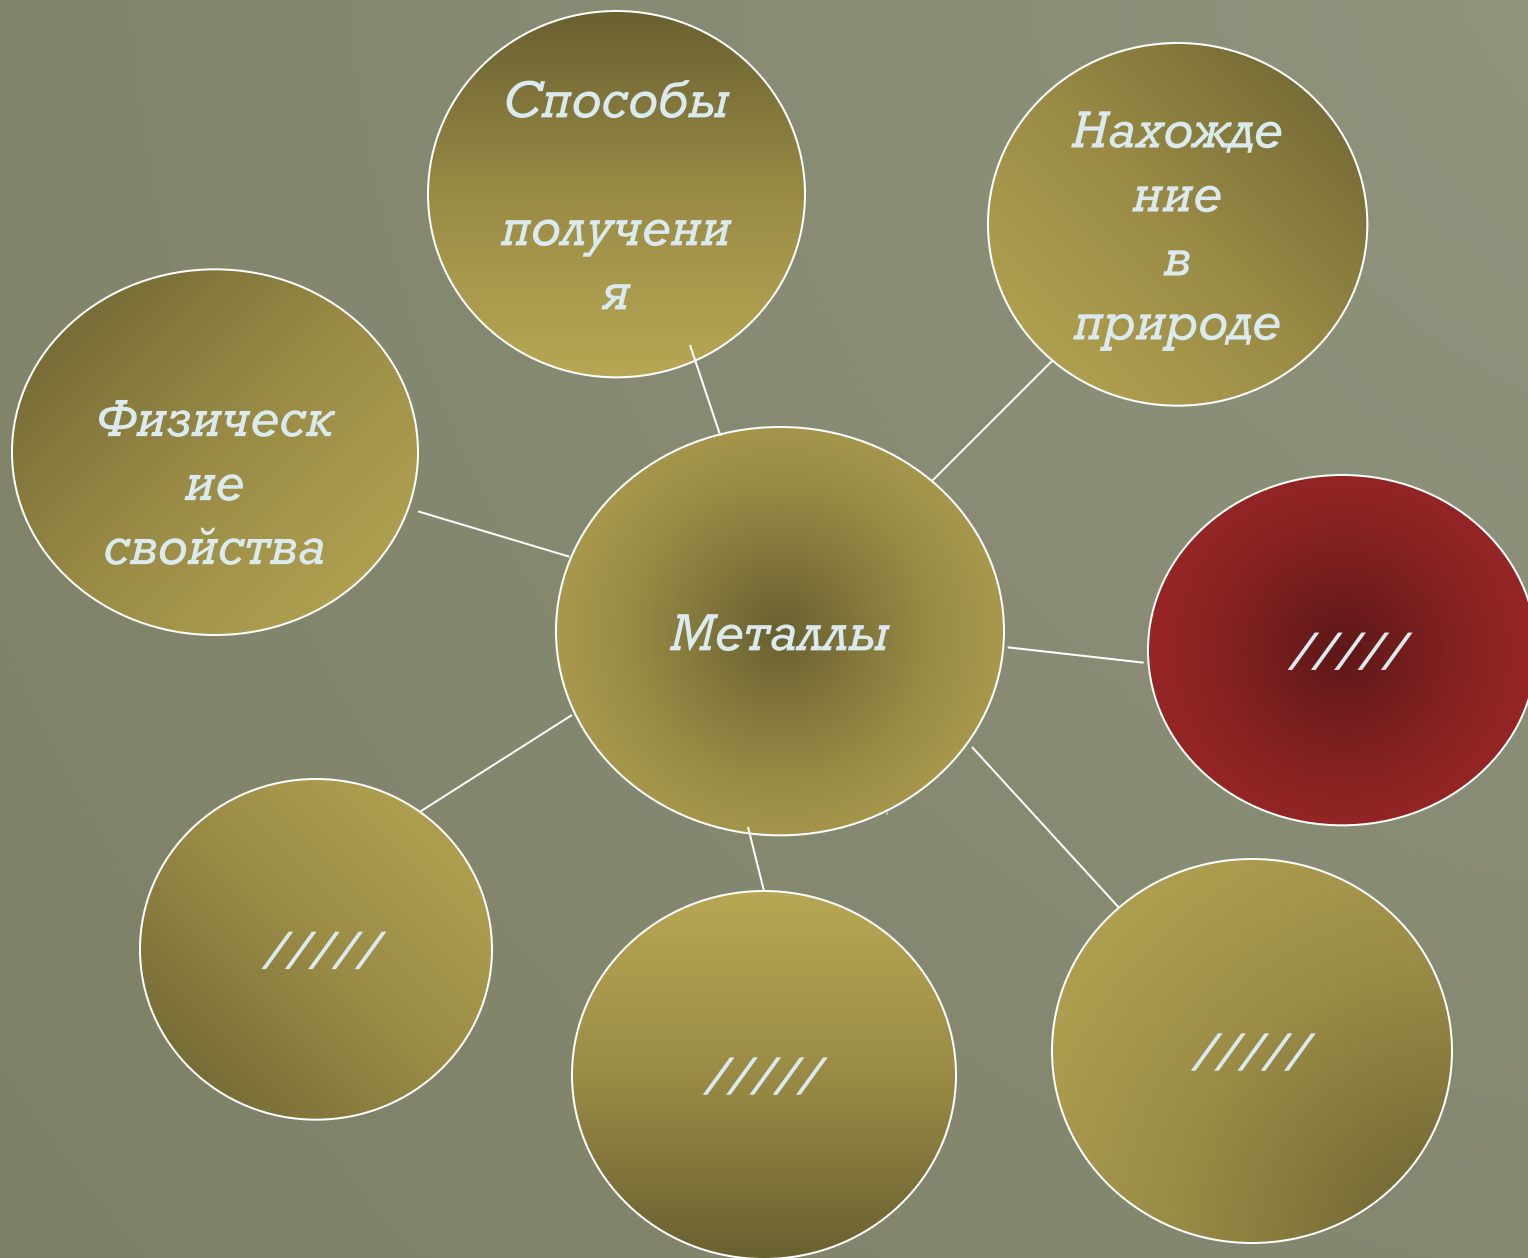 Способы
получени
я
Нахожде
ние
в
природе
Физическ
ие
свойства
Металлы
/////
/////
/////
/////